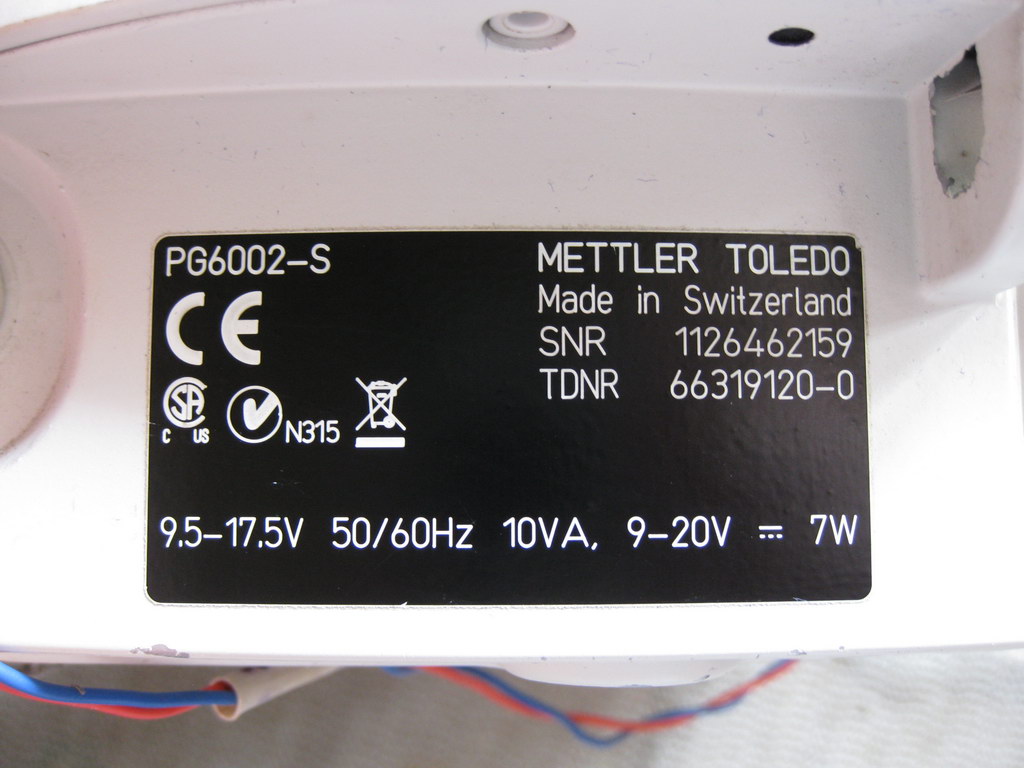 PG6002-S
METTLER TOLEDO
Made in Switzerland
SNR 1126462159
TDNR 66319120-0
CE
SA
C US
N315
9.5-17.5V 50/60Hz 10VA, 9-20V ⎓ 7W